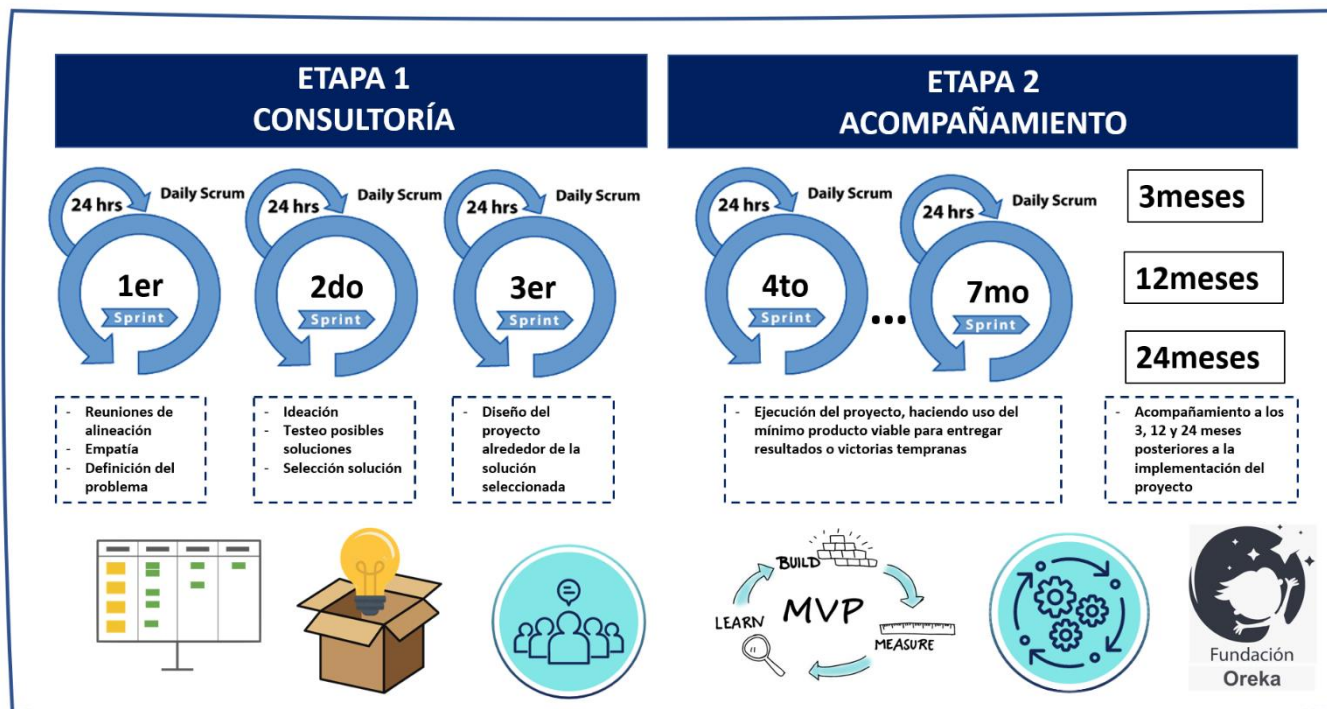 ETAPA 1
CONSULTORÍA
24 hrs
Daily Scrum
1er
Sprint
24 hrs
Daily Scrum
2do
Sprint
24 hrs
Daily Scrum
3er
Sprint
- Reuniones de
alineación
- Empatía
- Definición del
problema
- Ideación
- Testeo posibles
soluciones
- Selección solución
- Diseño del
proyecto
alrededor de la
solución
seleccionada
ETAPA 2
ACOMPAÑAMIENTO
24 hrs
Daily Scrum
4to
Sprint
...
24 hrs
Daily Scrum
7mo
Sprint
3meses
12meses
24meses
- Ejecución del proyecto, haciendo uso del
mínimo producto viable para entregar
resultados o victorias tempranas
- Acompañamiento a los
3, 12 y 24 meses
posteriores a la
implementación del
proyecto
BUILD
MVP
LEARN
MEASURE
Fundación
Oreka